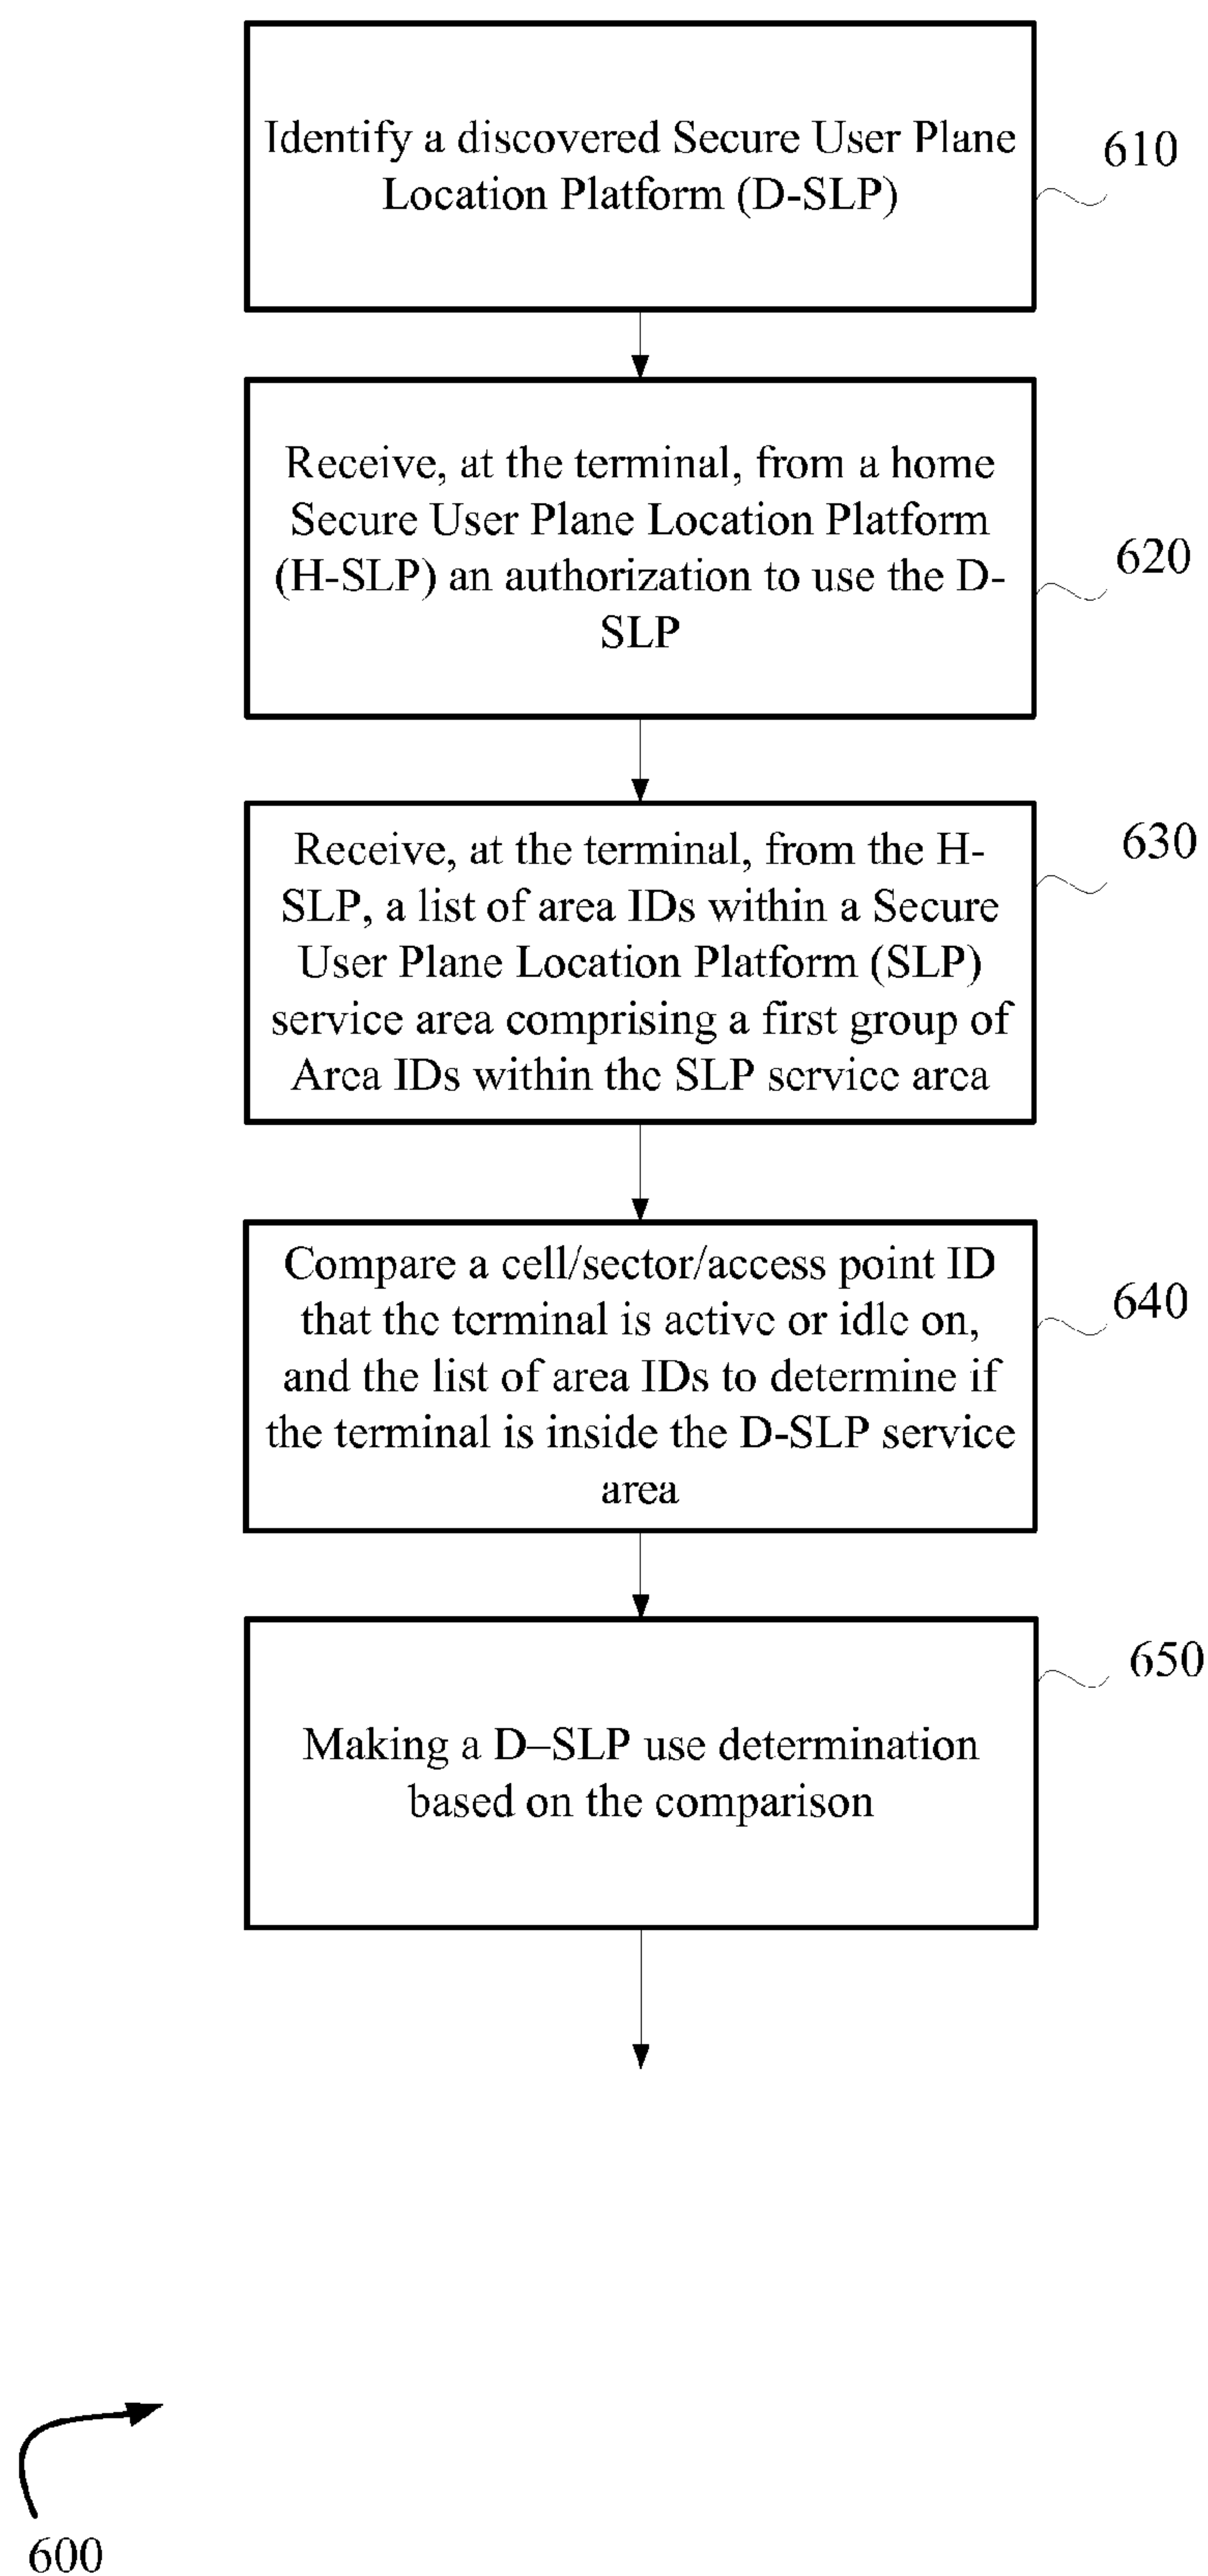 Identify a discovered Secure User Plane
Location Platform (D-SLP)
610
Receive, at the terminal, from a home
Secure User Plane Location Platform
(H-SLP) an authorization to use the D-
SLP
620
Receive, at the terminal, from the H-
SLP, a list of area IDs within a Secure
User Plane Location Platform (SLP)
service area comprising a first group of
Area IDs within the SLP service area
630
Compare a cell/sector/access point ID
that the terminal is active or idle on,
and the list of area IDs to determine if
the terminal is inside the D-SLP service
area
640
Making a D–SLP use determination
based on the comparison
650
600